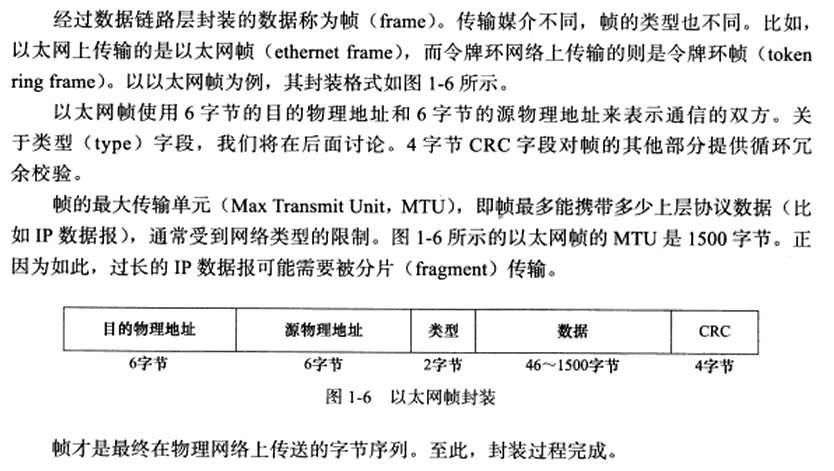 经过数据链路层封装的数据称为帧（frame）。传输媒介不同，帧的类型也不同。比如，
以太网上传输的是以太网帧（ethernet frame），而令牌环网络上传输的则是令牌环帧（token
ring frame）。以以太网帧为例，其封装格式如图 1-6 所示。
以太网帧使用 6 字节的目的物理地址和 6 字节的源物理地址来表示通信的双方。关
于类型（type）字段，我们将在后面讨论。4 字节 CRC 字段对帧的其他部分提供循环冗
余校验。
帧的最大传输单元（Max Transmit Unit，MTU），即帧最多能携带多少上层协议数据（比
如 IP 数据报），通常受到网络类型的限制。图 1-6 所示的以太网帧的 MTU 是 1500 字节。正
因为如此，过长的 IP 数据报可能需要被分片（fragment）传输。
目的物理地址 源物理地址 类型 数据 CRC
6字节 6字节 2字节 46～1500字节 4字节
图 1-6 以太网帧封装
帧才是最终在物理网络上传送的字节序列。至此，封装过程完成。